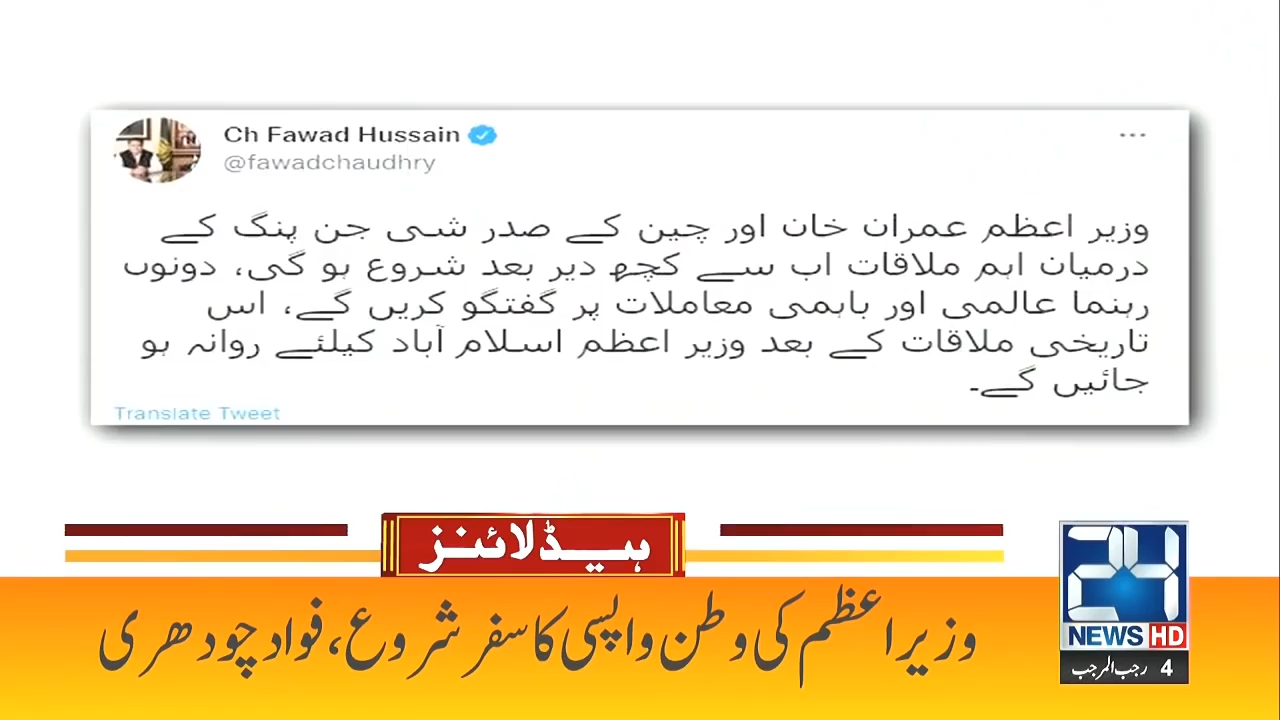 Ch Fawad Hussain
@fawadchaudhry
وزیر اعظم عمران خان اور چین کے صدر شی جن پنگ کے
درمیان اہم ملاقات اب سے کچھ دیر بعد شروع ہو گی، دونوں
رہنما عالمی اور باہمی معاملات پر گفتگو کریں گے، اس
تاریخی ملاقات کے بعد وزیر اعظم اسلام آباد کیلئے روانہ ہو
جائیں گے۔
Translate Tweet
ہیڈلائنز
وزیراعظم کی وطن واپسی کا سفر شروع، فواد چودھری
24
NEWS HD
4 رجب المرجب